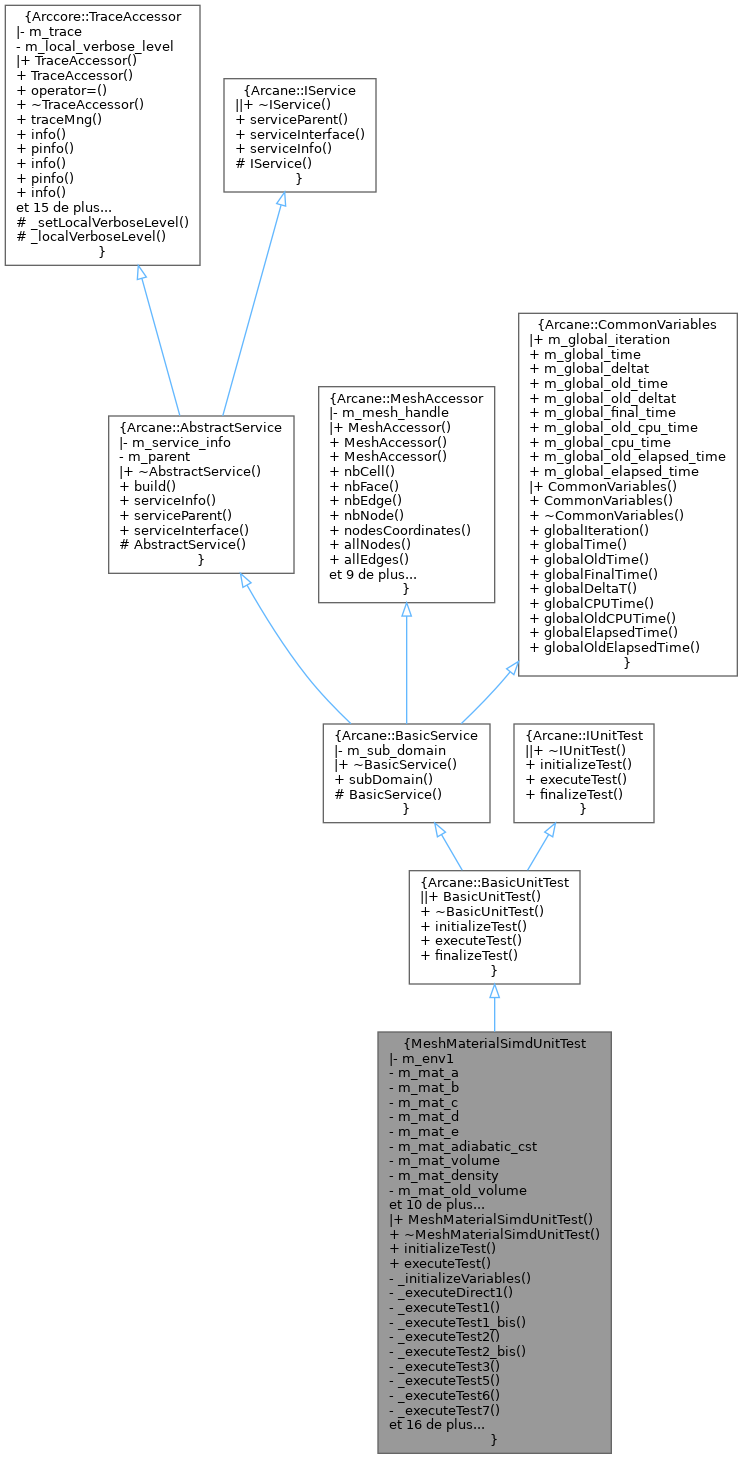 {Arccore::TraceAccessor
|- m_trace
- m_local_verbose_level
|+ TraceAccessor()
+ TraceAccessor()
+ operator=()
+ ~TraceAccessor()
+ traceMng()
+ info()
+ pinfo()
+ info()
+ pinfo()
+ info()
et 15 de plus...
# _setLocalVerboseLevel()
# _localVerboseLevel()
}
{Arcane::IService
||+ ~IService()
+ serviceParent()
+ serviceInterface()
+ serviceInfo()
# IService()
}
{Arcane::CommonVariables
|+ m_global_iteration
+ m_global_time
+ m_global_deltat
+ m_global_old_time
+ m_global_old_deltat
+ m_global_final_time
+ m_global_old_cpu_time
+ m_global_cpu_time
+ m_global_old_elapsed_time
+ m_global_elapsed_time
|+ CommonVariables()
+ CommonVariables()
+ ~CommonVariables()
+ globalIteration()
+ globalTime()
+ globalOldTime()
+ globalFinalTime()
+ globalDeltaT()
+ globalCPUTime()
+ globalOldCPUTime()
+ globalElapsedTime()
+ globalOldElapsedTime()
}
{Arcane::MeshAccessor
|- m_mesh_handle
|+ MeshAccessor()
+ MeshAccessor()
+ MeshAccessor()
+ nbCell()
+ nbFace()
+ nbEdge()
+ nbNode()
+ nodesCoordinates()
+ allNodes()
+ allEdges()
et 9 de plus...
}
{Arcane::AbstractService
|- m_service_info
- m_parent
|+ ~AbstractService()
+ build()
+ serviceInfo()
+ serviceParent()
+ serviceInterface()
# AbstractService()
}
{Arcane::BasicService
|- m_sub_domain
|+ ~BasicService()
+ subDomain()
# BasicService()
}
{Arcane::IUnitTest
||+ ~IUnitTest()
+ initializeTest()
+ executeTest()
+ finalizeTest()
}
{Arcane::BasicUnitTest
||+ BasicUnitTest()
+ ~BasicUnitTest()
+ initializeTest()
+ executeTest()
+ finalizeTest()
}
{MeshMaterialSimdUnitTest
|- m_env1
- m_mat_a
- m_mat_b
- m_mat_c
- m_mat_d
- m_mat_e
- m_mat_adiabatic_cst
- m_mat_volume
- m_mat_density
- m_mat_old_volume
et 10 de plus...
|+ MeshMaterialSimdUnitTest()
+ ~MeshMaterialSimdUnitTest()
+ initializeTest()
+ executeTest()
- _initializeVariables()
- _executeDirect1()
- _executeTest1()
- _executeTest1_bis()
- _executeTest2()
- _executeTest2_bis()
- _executeTest3()
- _executeTest5()
- _executeTest6()
- _executeTest7()
et 16 de plus...
}